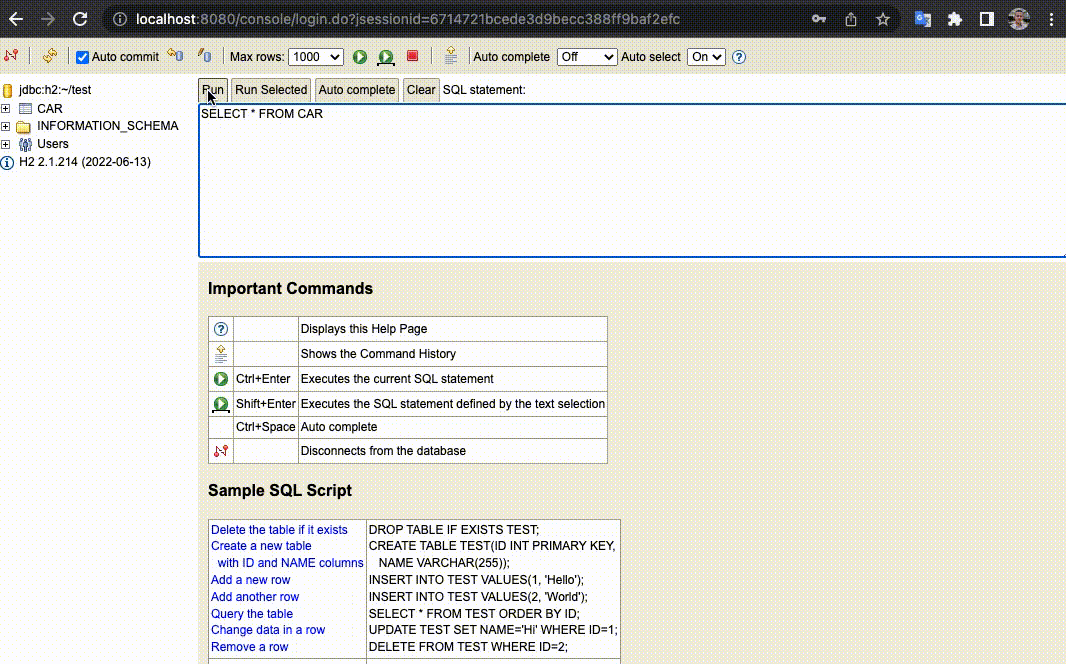 localhost:8080/console/login.do?jsessionid=6714721bcede3d9becc388ff9baf2efc
Auto commit Max rows: 1000 Auto complete Off Auto select On
jdbc:h2:~/test
CAR
INFORMATION_SCHEMA
Users
H2 2.1.214 (2022-06-13)
Run Run Selected Auto complete Clear SQL statement:
SELECT * FROM CAR
Important Commands
Displays this Help Page
Shows the Command History
Ctrl+Enter Executes the current SQL statement
Shift+Enter Executes the SQL statement defined by the text selection
Ctrl+Space Auto complete
Disconnects from the database
Sample SQL Script
Delete the table if it exists DROP TABLE IF EXISTS TEST;
Create a new table CREATE TABLE TEST(ID INT PRIMARY KEY,
with ID and NAME columns NAME VARCHAR(255));
Add a new row INSERT INTO TEST VALUES(1, 'Hello');
Add another row INSERT INTO TEST VALUES(2, 'World');
Query the table SELECT * FROM TEST ORDER BY ID;
Change data in a row UPDATE TEST SET NAME='Hi' WHERE ID=1;
Remove a row DELETE FROM TEST WHERE ID=2;